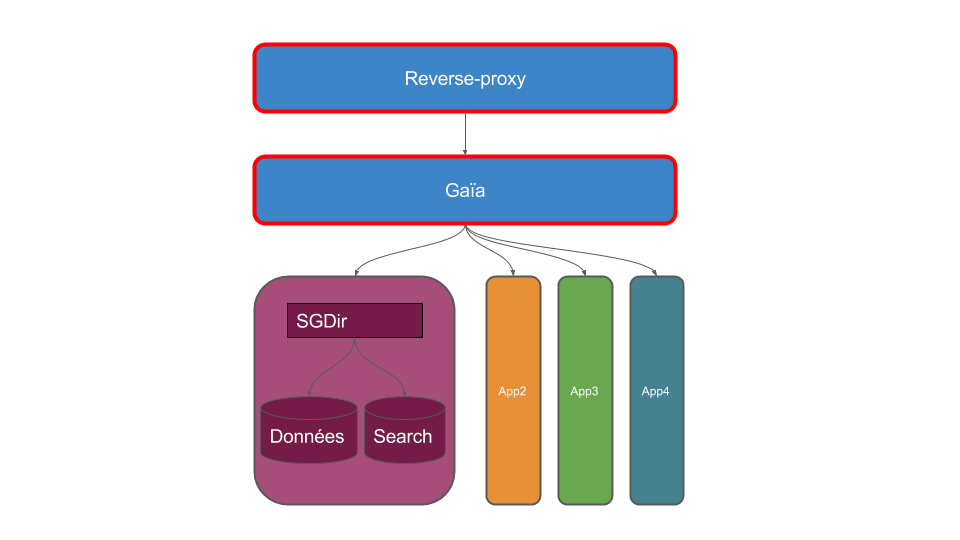 Reverse-proxy
Gaïa
SGDir
Données
Search
App2
App3
App4